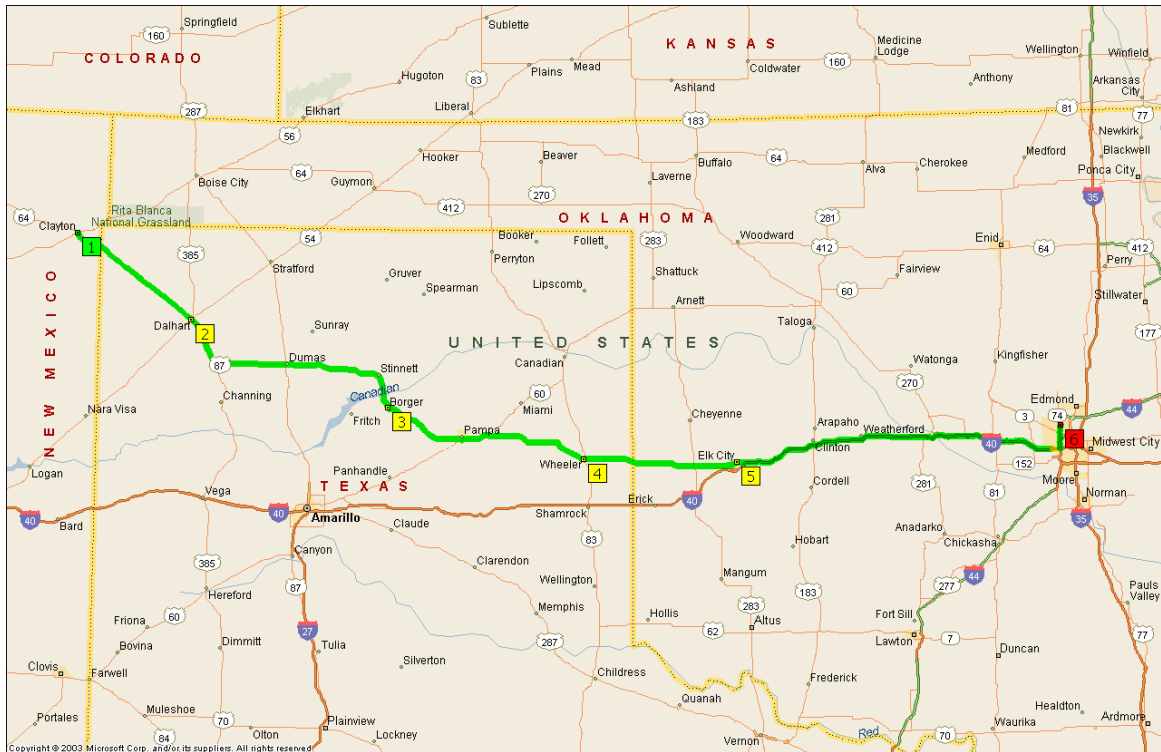 Springfield
Sublette
160
KANSAS
Medicine
Lodge
Wellington
Winfield
COLORADO
Plains
Mead
Coldwater
160
Hugoton
83
Ashland
Anthony
Arkansas
City
Elkhart
Liberal
287
183
81
77
56
Newkirk
Hooker
Beaver
Buffalo
64
Medford
Blackwell
Alva
Cherokee
Ponca City
Boise City
64
Guymon
270
Laverne
35
412
64
Rita Blanca
National Grassland
OKLAHOMA
281
Clayton
1
54
Booker
Follett
283
Woodward
412
Enid
64
412
385
Stratford
Perryton
Perry
Gruver
Spearman
Lipscomb
Shattuck
Fairview
60
Stillwater
NEW MEXICO
Arnett
Dalhart
2
Sunray
Taloga
177
UNITED STATES
87
Dumas
Stinnett
Canadian
Watonga
Kingfisher
270
Channing
Canadian
60
Edmond
Borger
Miami
Nara Visa
3
Fritch
Cheyenne
3
74
44
Pampa
Arapaho
Weatherford
40
6
Midwest City
Logan
Panhandle
Wheeler
4
Elk City
5
Clinton
152
TEXAS
Cordell
281
81
Moore
Vega
Erick
40
Norman
40
Bard
40
Amarillo
Shamrock
35
Claude
Anadarko
Chickasha
83
Canyon
Hobart
385
Clarendon
44
87
Wellington
Mangum
277
Pauls
Valley
Hereford
183
Friona
60
Memphis
Hollis
283
Altus
Fort Sill
27
62
Lawton
7
77
Bovina
Dimmitt
Tulia
287
Duncan
Clovis
Farwell
Silverton
Childress
Frederick
Quanah
Healdton
Portales
Muleshoe
70
Plainview
Waurika
Ardmore
84
Olton
Lockney
Vernon
Red
70
Copyright © 2003 Microsoft Corp. and/or its suppliers. All rights reserved.